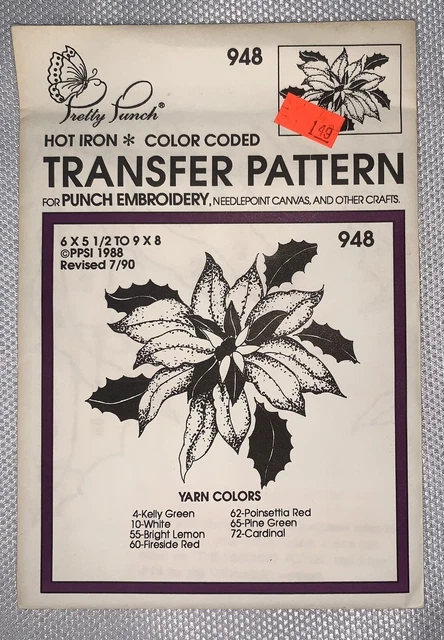 948
Pretty Punch®
1 49
HOT IRON * COLOR CODED
TRANSFER PATTERN
FOR PUNCH EMBROIDERY, NEEDLEPOINT CANVAS, AND OTHER CRAFTS.
6 X 5 1/2 TO 9 X 8
©PPSI 1988
Revised 7/90
948
YARN COLORS
4-Kelly Green
10-White
55-Bright Lemon
60-Fireside Red
62-Poinsettia Red
65-Pine Green
72-Cardinal